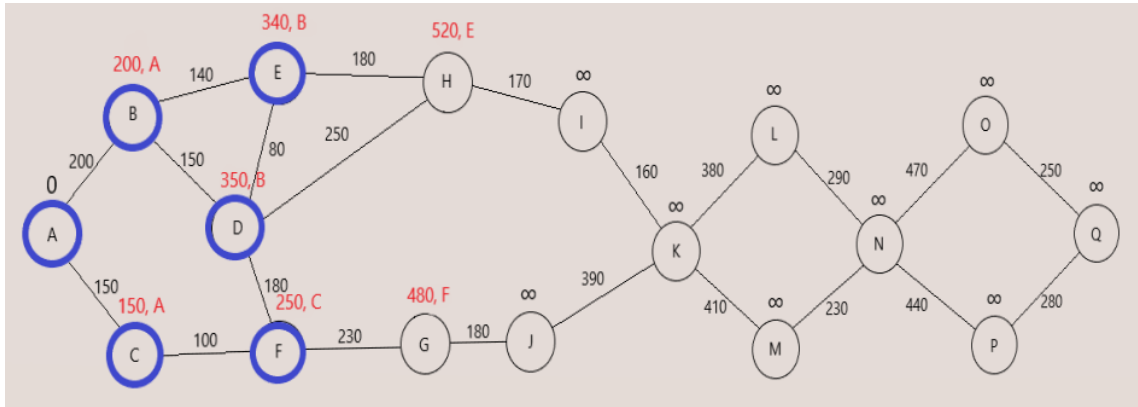 340, B
520, E
200, A
180
∞
140
E
H
170
∞
∞
B
I
L
O
250
200
150
80
380
290
470
250
0
350, B
160
∞
∞
∞
A
D
K
N
Q
150
180
390
150, A
250, C
480, F
∞
410
∞
230
440
∞
280
100
230
180
C
F
G
J
M
P